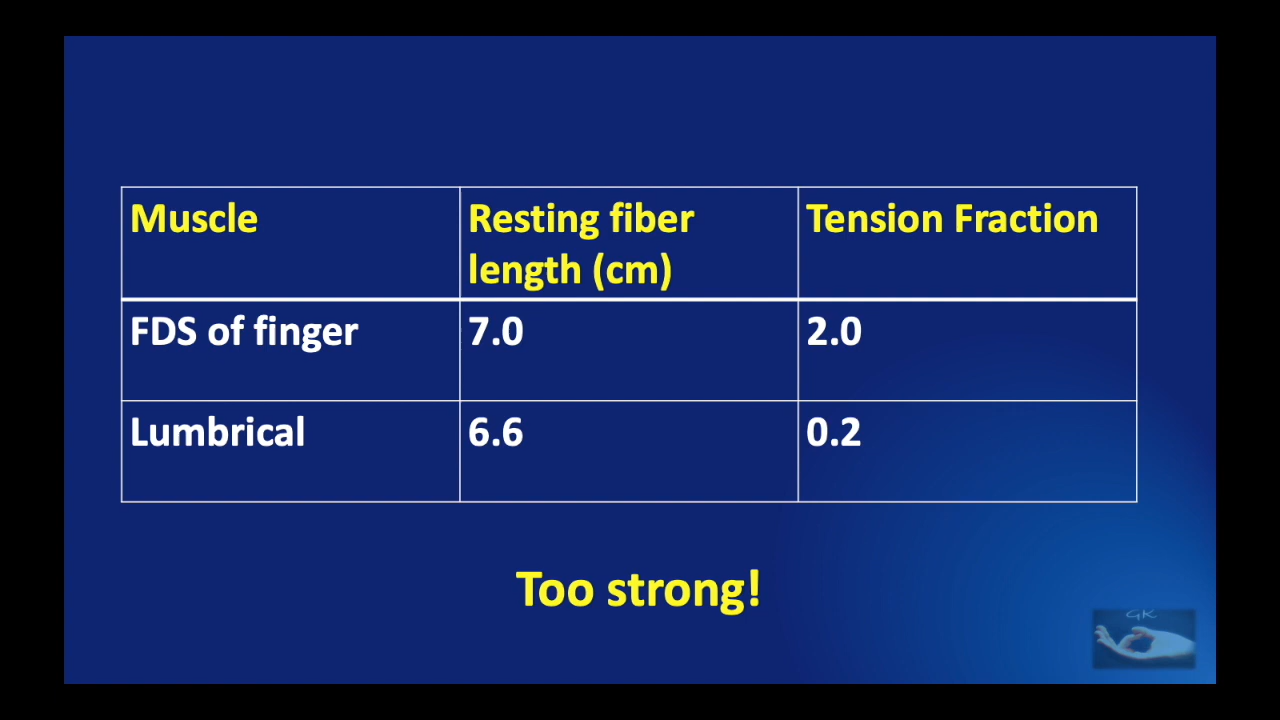 Muscle Resting fiber length (cm) Tension Fraction
FDS of finger 7.0 2.0
Lumbrical 6.6 0.2
Too strong!
GK